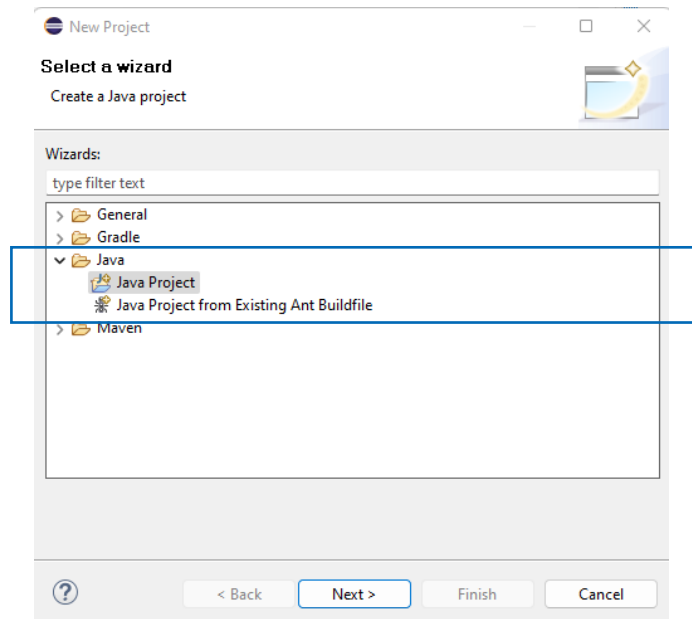 New Project
Select a wizard
Create a Java project
Wizards:
type filter text
General
Gradle
Java
Java Project
Java Project from Existing Ant Buildfile
Maven
?
< Back Next > Finish Cancel